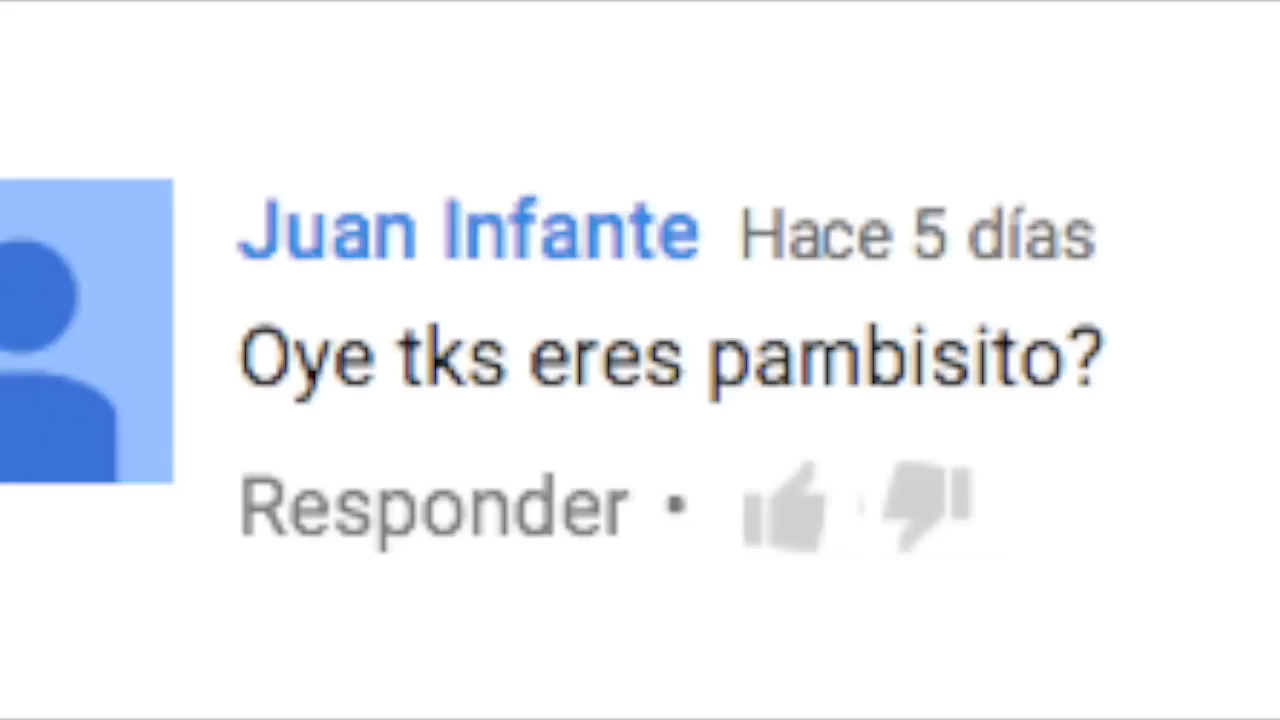 Juan Infante Hace 5 días
Oye tks eres pambisito?
Responder •